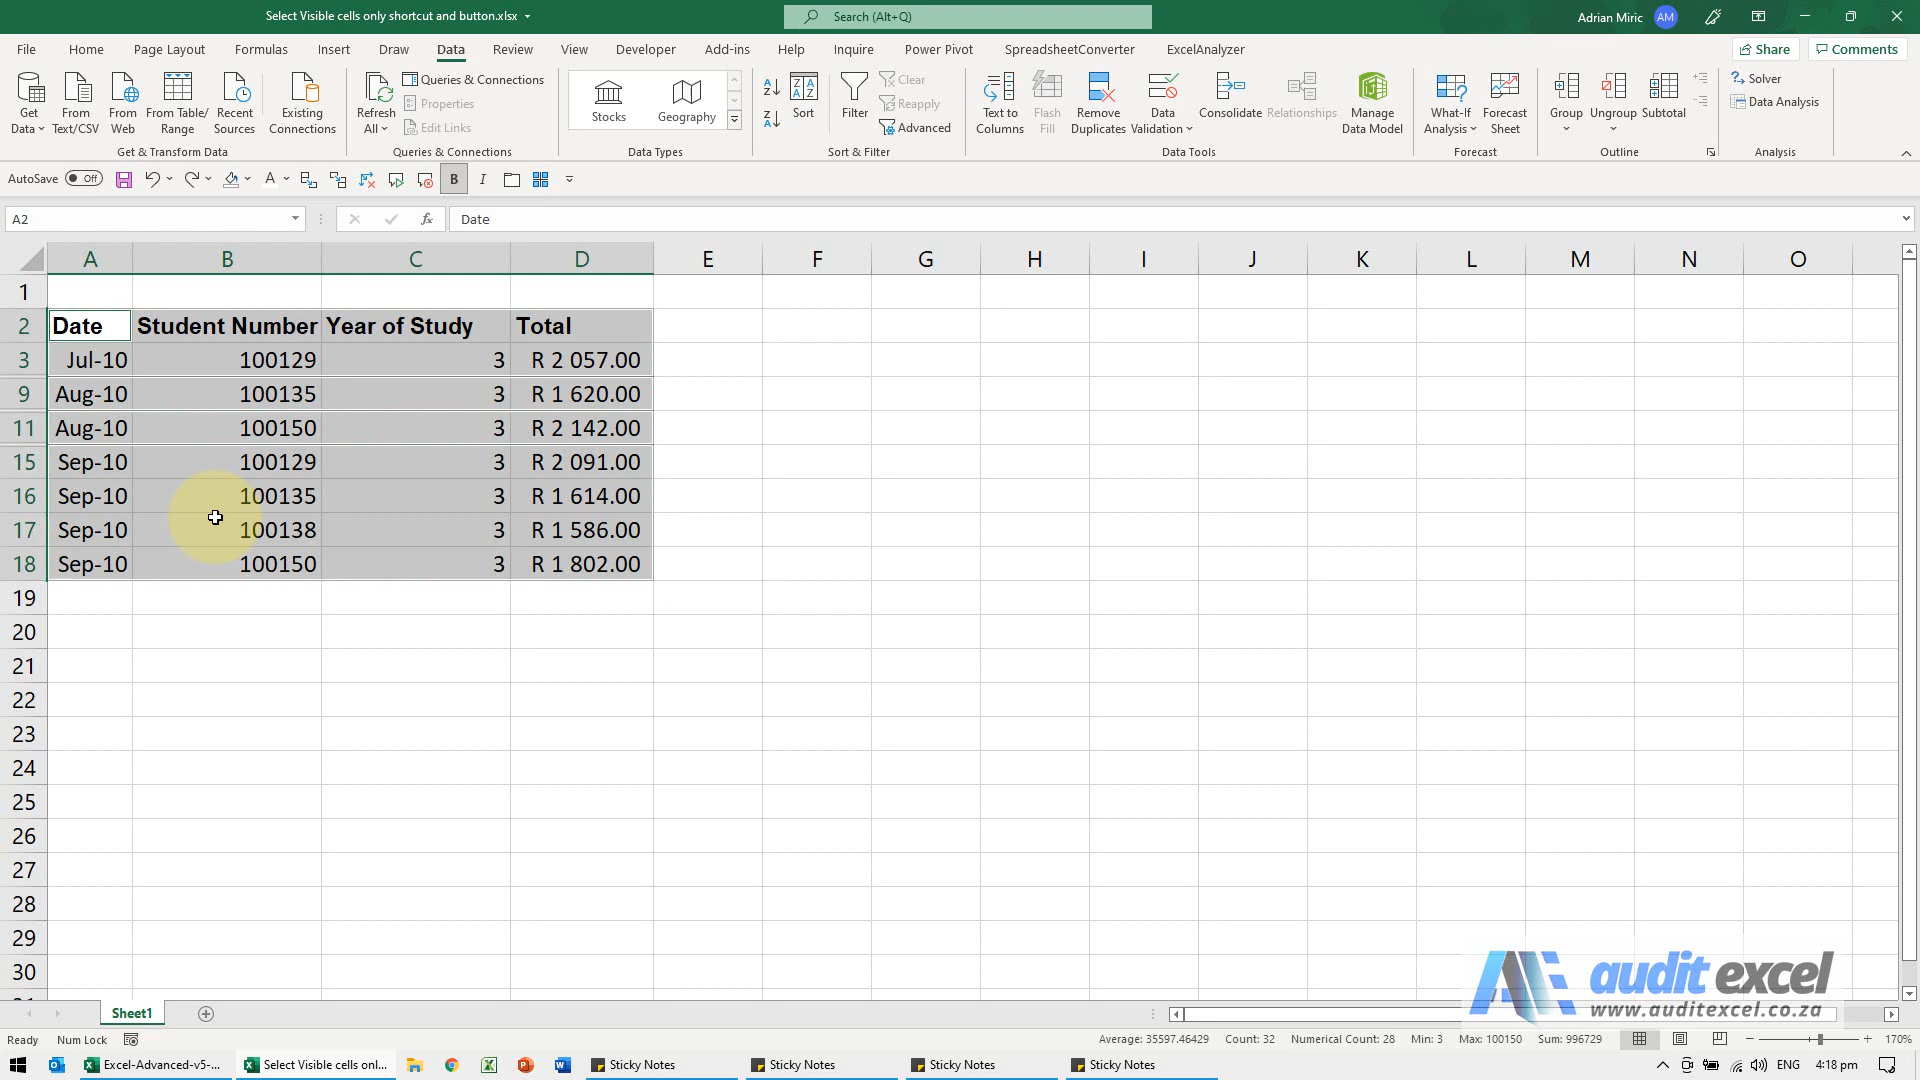 Select Visible cells only shortcut and button.xlsx
Search (Alt+Q)
Adrian Miric AM
File Home Page Layout Formulas Insert Draw Data Review View Developer Add-ins Help Inquire Power Pivot SpreadsheetConverter ExcelAnalyzer Share Comments
Get Data From Text/CSV From Web From Table/ Range Recent Sources Existing Connections
Get & Transform Data
Refresh All Queries & Connections Properties Edit Links
Queries & Connections
Stocks Geography
Data Types
Sort Filter Clear Reapply Advanced
Sort & Filter
Text to Columns Flash Fill Remove Duplicates Data Validation Consolidate Relationships Manage Data Model
Data Tools
What-If Analysis Forecast Sheet
Forecast
Group Ungroup Subtotal
Outline
Solver
Data Analysis
Analysis
AutoSave Off A B I
A2 fx Date
A B C D E F G H I J K L M N O
1
2 Date Student Number Year of Study Total
3 Jul-10 100129 3 R 2 057.00
9 Aug-10 100135 3 R 1 620.00
11 Aug-10 100150 3 R 2 142.00
15 Sep-10 100129 3 R 2 091.00
16 Sep-10 100135 3 R 1 614.00
17 Sep-10 100138 3 R 1 586.00
18 Sep-10 100150 3 R 1 802.00
19
20
21
22
23
24
25
26
27
28
29
30
audit excel
www.auditexcel.co.za
Sheet1
Ready Num Lock Average: 35597.46429 Count: 32 Numerical Count: 28 Min: 3 Max: 100150 Sum: 996729 170%
Excel-Advanced-v5-... Select Visible cells onl... Sticky Notes Sticky Notes Sticky Notes Sticky Notes ENG 4:18 pm